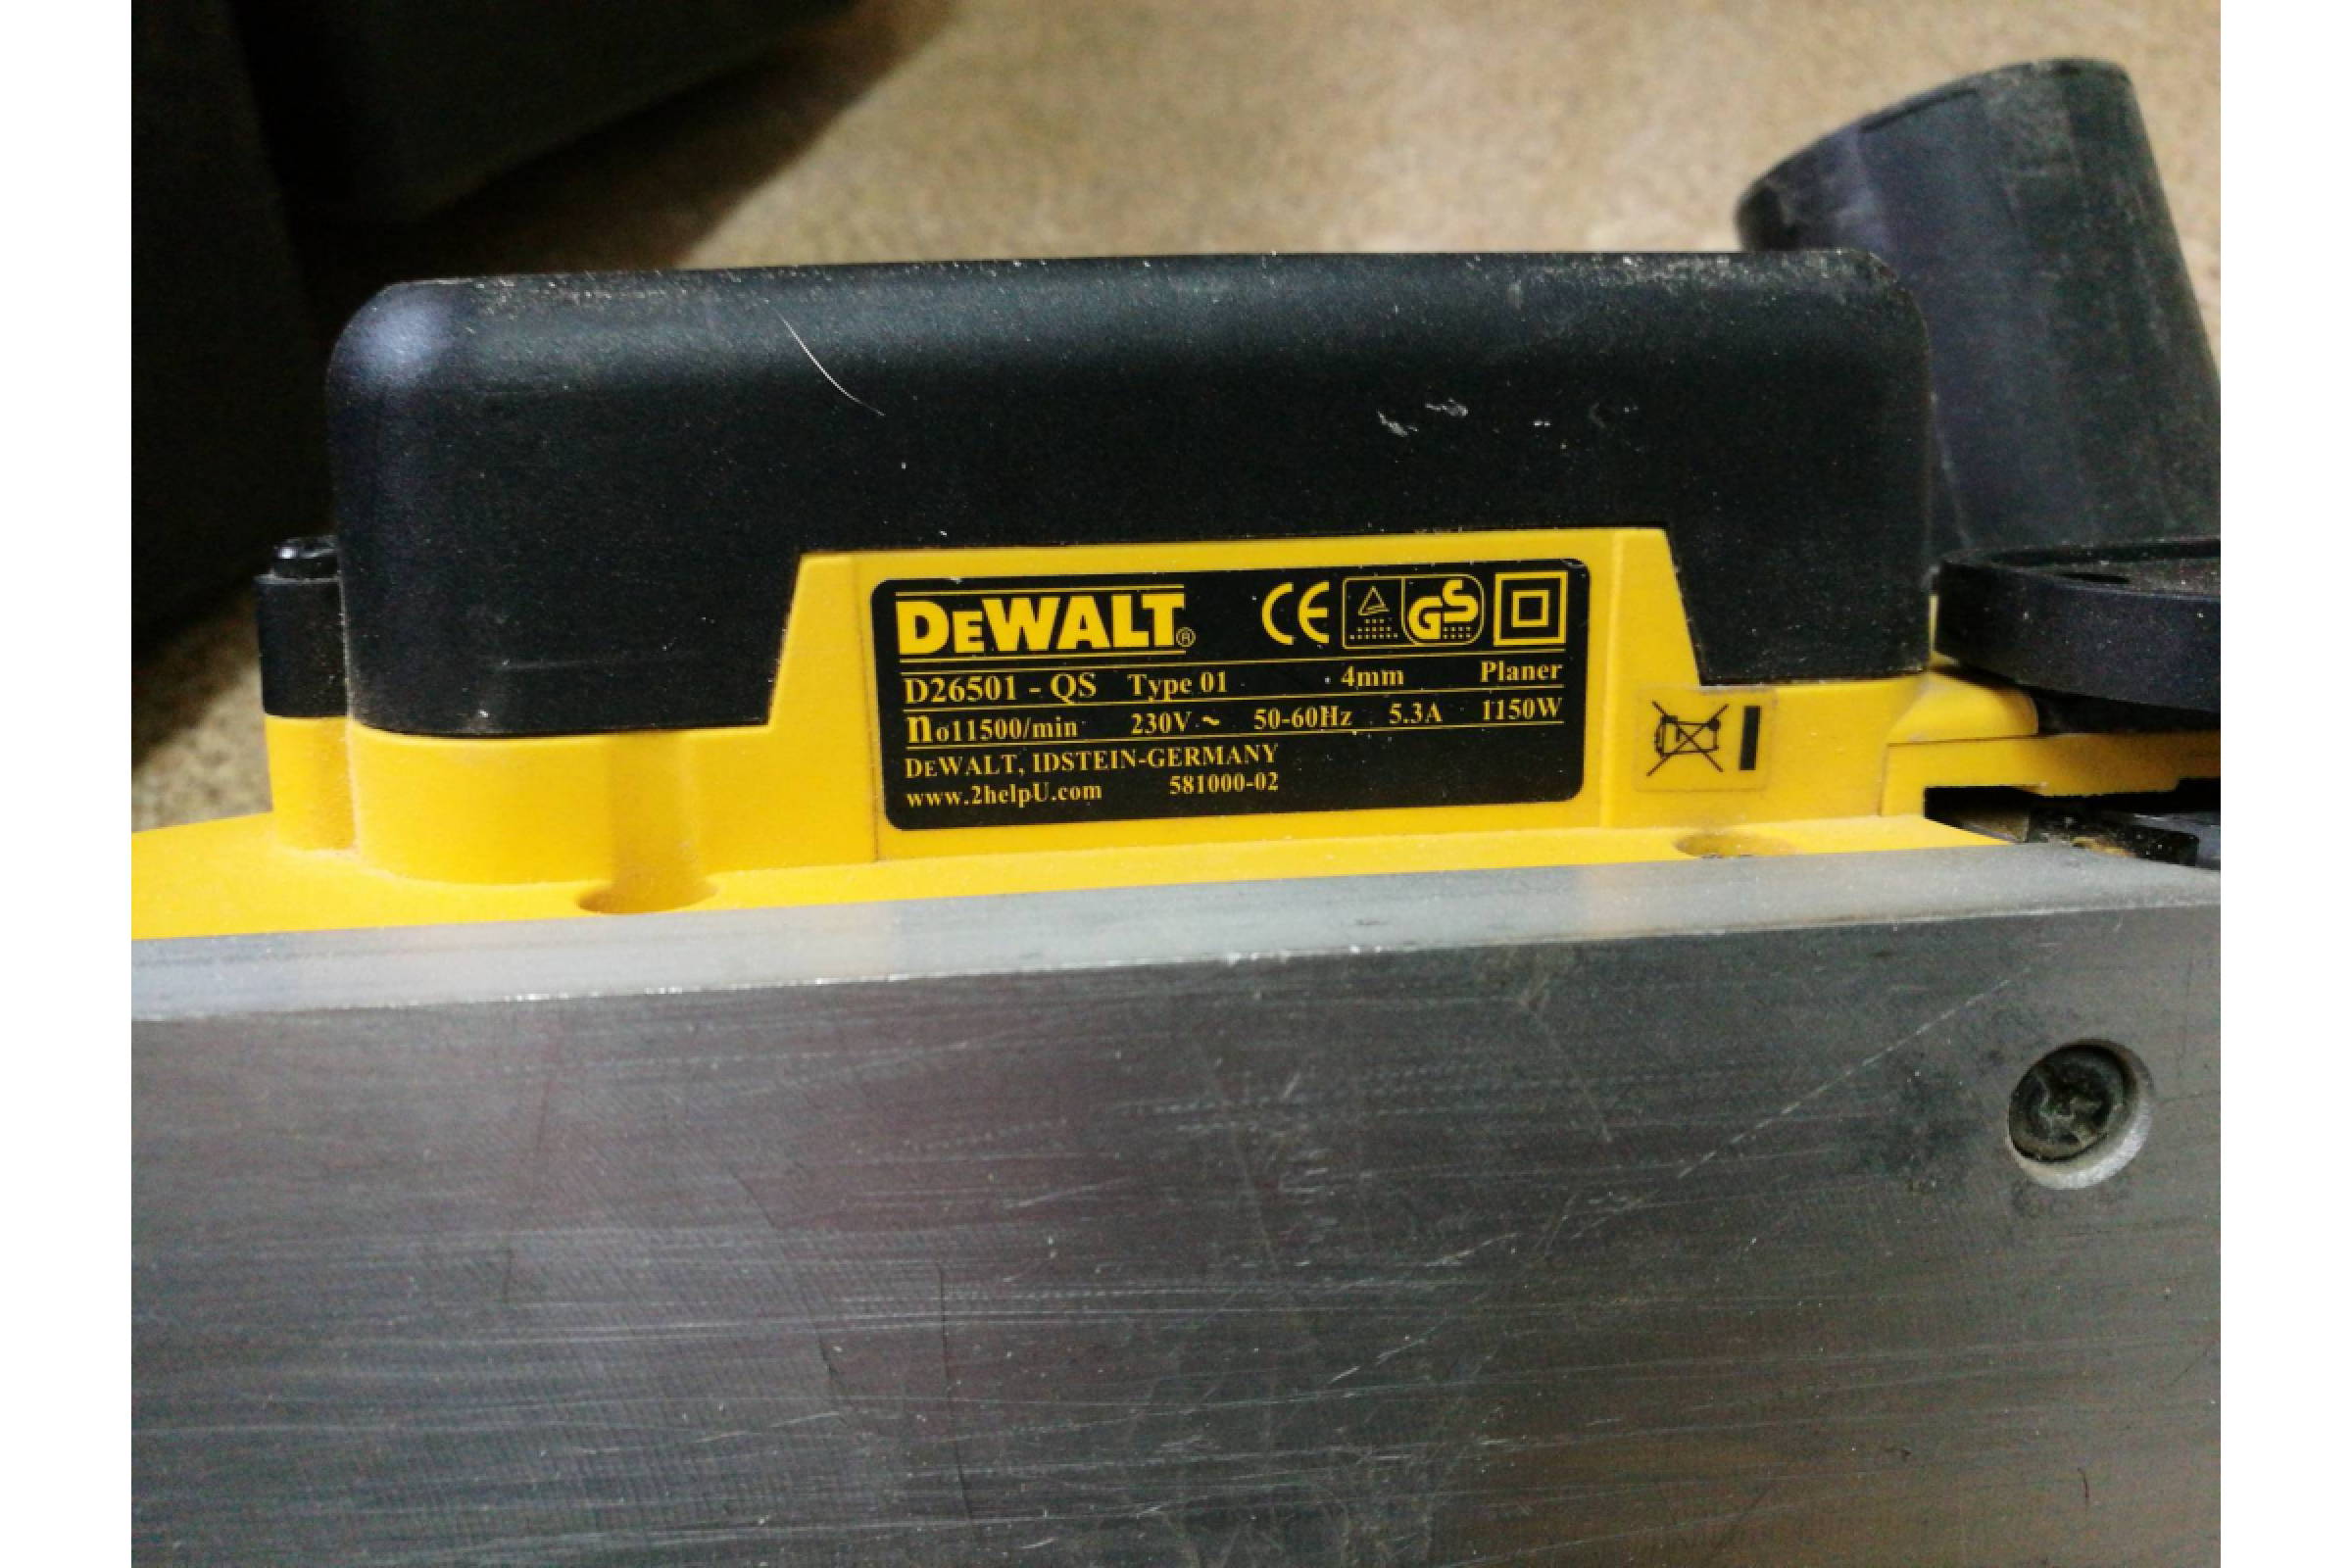 DEWALT® CE GS
D26501 - QS Type 01 4mm Planer
n₀11500/min 230V ~ 50-60Hz 5.3A 1150W
DEWALT, IDSTEIN-GERMANY
www.2helpU.com 581000-02